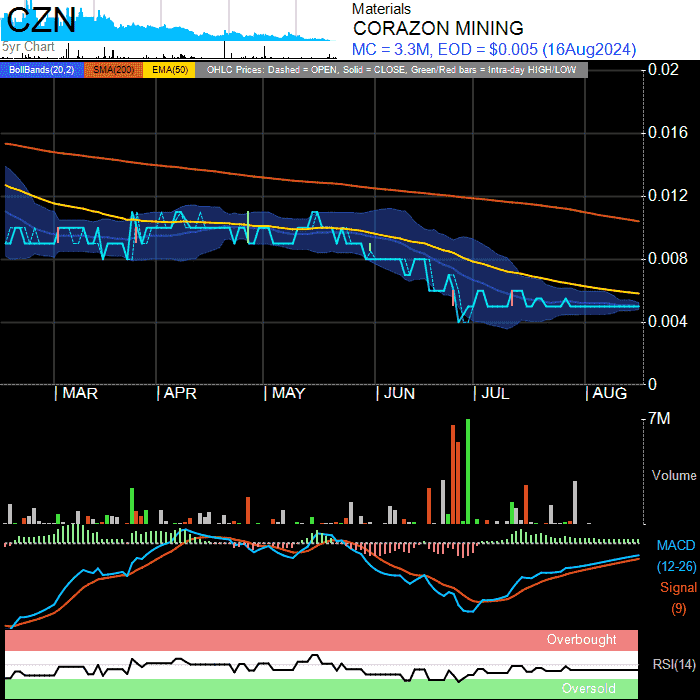 CZN
5yr Chart
Materials
CORAZON MINING
MC = 3.3M, EOD = $0.005 (16Aug2024)
BollBands(20,2) SMA(200) EMA(50) OHLC Prices: Dashed = OPEN, Solid = CLOSE, Green/Red bars = Intra-day HIGH/LOW
0.02
0.016
0.012
0.008
0.004
0
MAR APR MAY JUN JUL AUG
7M
Volume
MACD
(12-26)
Signal
(9)
Overbought
RSI(14)
Oversold